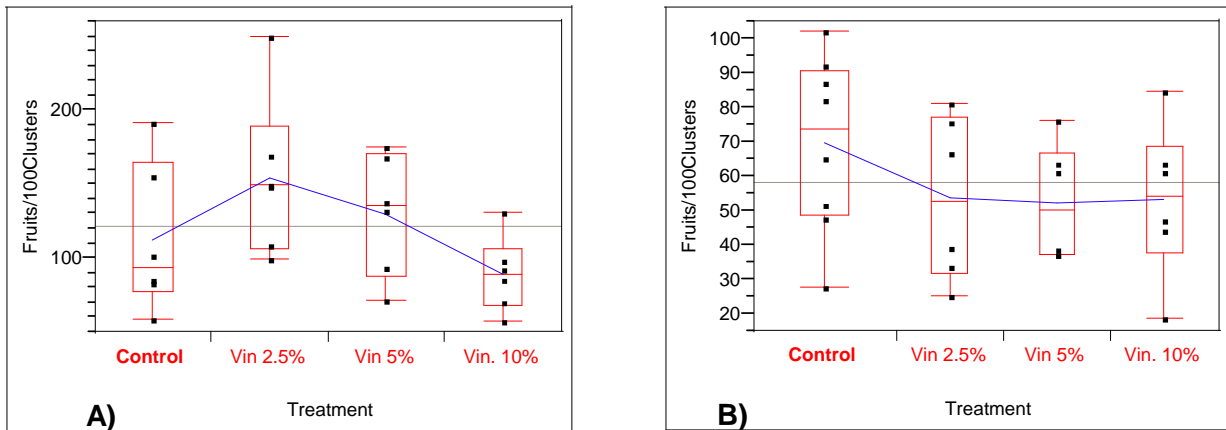 Fruits/100Clusters
200
100
Control Vin 2.5% Vin 5% Vin. 10%
Treatment
A)
Fruits/100Clusters
100
90
80
70
60
50
40
30
20
Control Vin 2.5% Vin 5% Vin. 10%
Treatment
B)